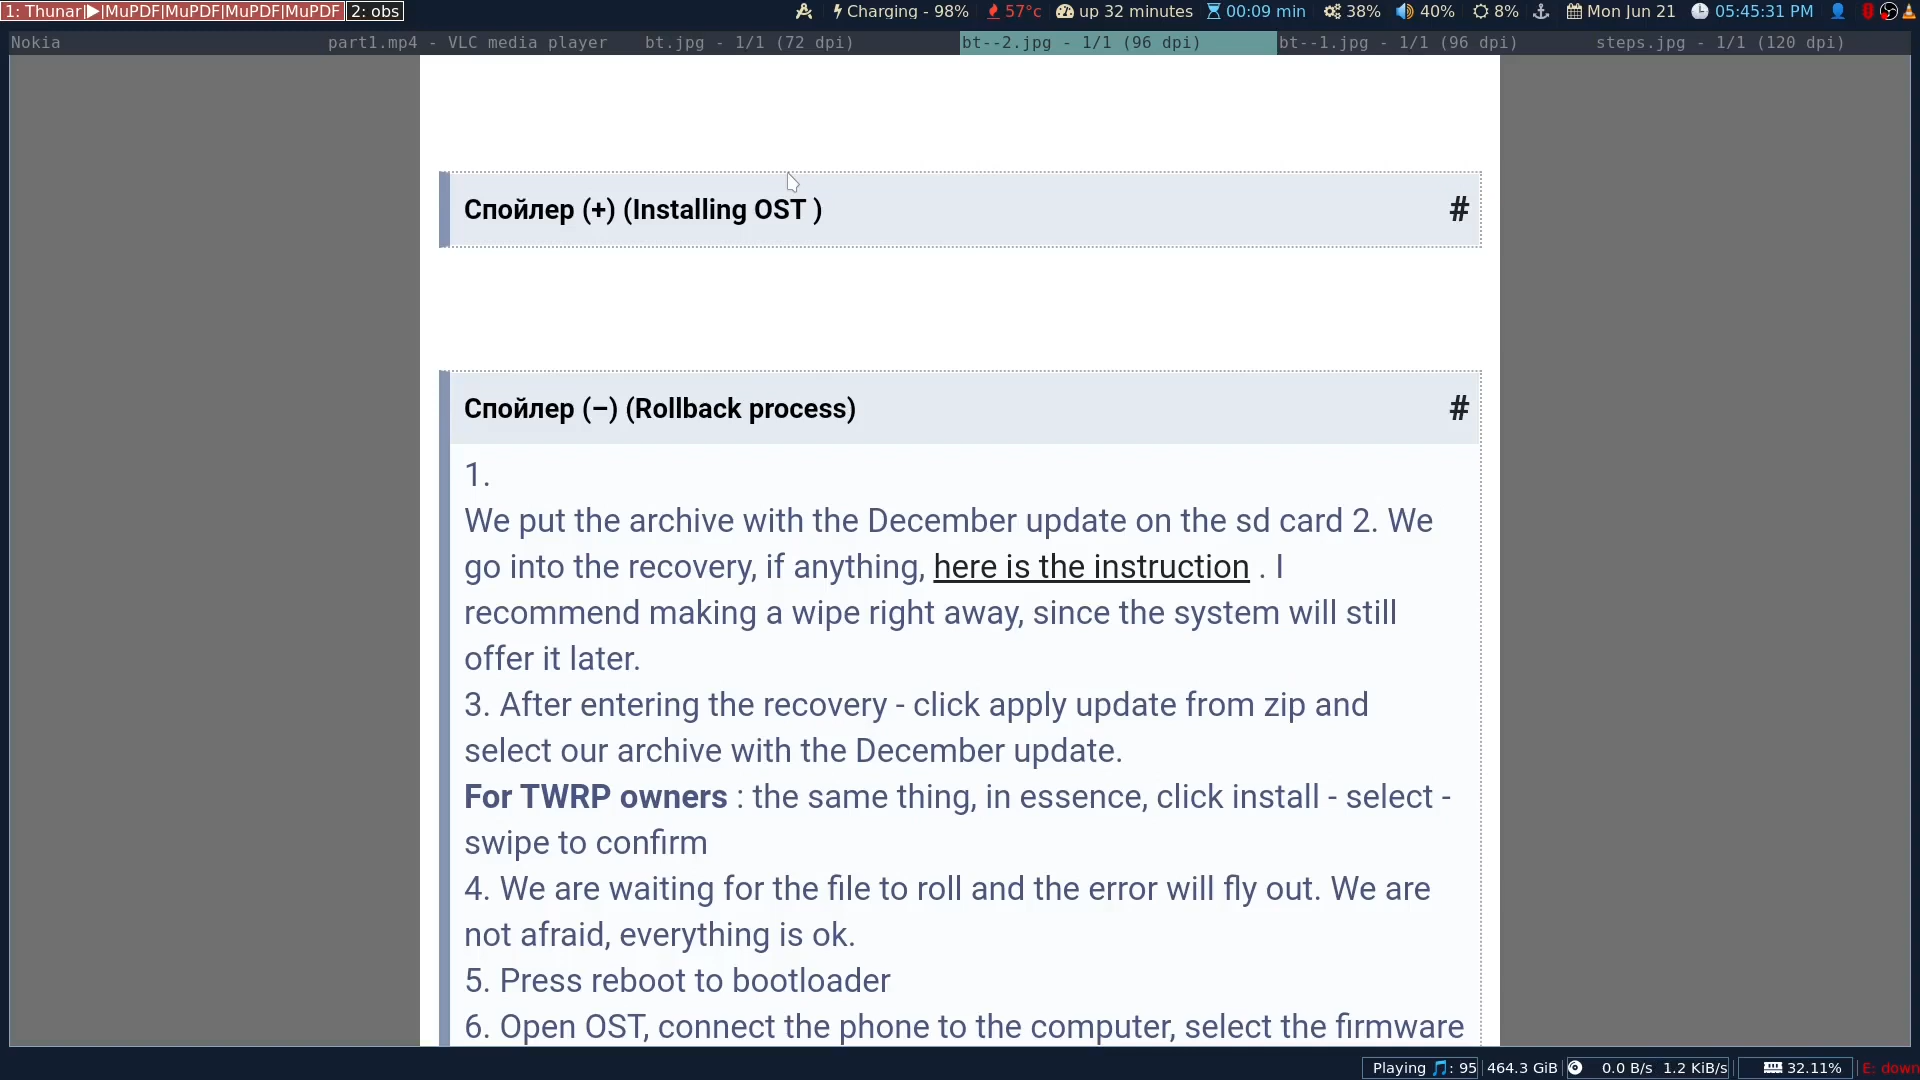 1: Thunar|▶|MuPDF|MuPDF|MuPDF|MuPDF 2: obs Charging - 98% 57°c up 32 minutes 00:09 min 38% 40% 8% Mon Jun 21 05:45:31 PM
Nokia part1.mp4 - VLC media player bt.jpg - 1/1 (72 dpi) bt--2.jpg - 1/1 (96 dpi) bt--1.jpg - 1/1 (96 dpi) steps.jpg - 1/1 (120 dpi)
Спойлер (+) (Installing OST ) #
Спойлер (−) (Rollback process) #
1.
We put the archive with the December update on the sd card 2. We
go into the recovery, if anything, here is the instruction . I
recommend making a wipe right away, since the system will still
offer it later.
3. After entering the recovery - click apply update from zip and
select our archive with the December update.
For TWRP owners : the same thing, in essence, click install - select -
swipe to confirm
4. We are waiting for the file to roll and the error will fly out. We are
not afraid, everything is ok.
5. Press reboot to bootloader
6. Open OST, connect the phone to the computer, select the firmware
Playing 🎵: 95 464.3 GiB 0.0 B/s 1.2 KiB/s 32.11% E: down